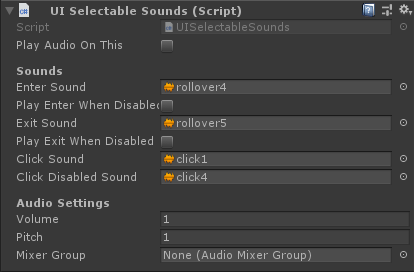 UI Selectable Sounds (Script)
Script UISelectableSounds
Play Audio On This
Sounds
Enter Sound rollover4
Play Enter When Disabled
Exit Sound rollover5
Play Exit When Disabled
Click Sound click1
Click Disabled Sound click4
Audio Settings
Volume 1
Pitch 1
Mixer Group None (Audio Mixer Group)